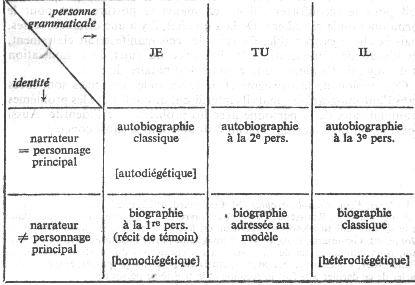 personne
grammaticale
→
identité
↓
JE
TU
IL
narrateur
= personnage
principal
autobiographie
classique
[autodiégétique]
autobiographie
à la 2e pers.
autobiographie
à la 3e pers.
narrateur
≠ personnage
principal
biographie
à la 1re pers.
(récit de témoin)
[homodiégétique]
biographie
adressée au
modèle
biographie
classique
[hétérodiégétique]